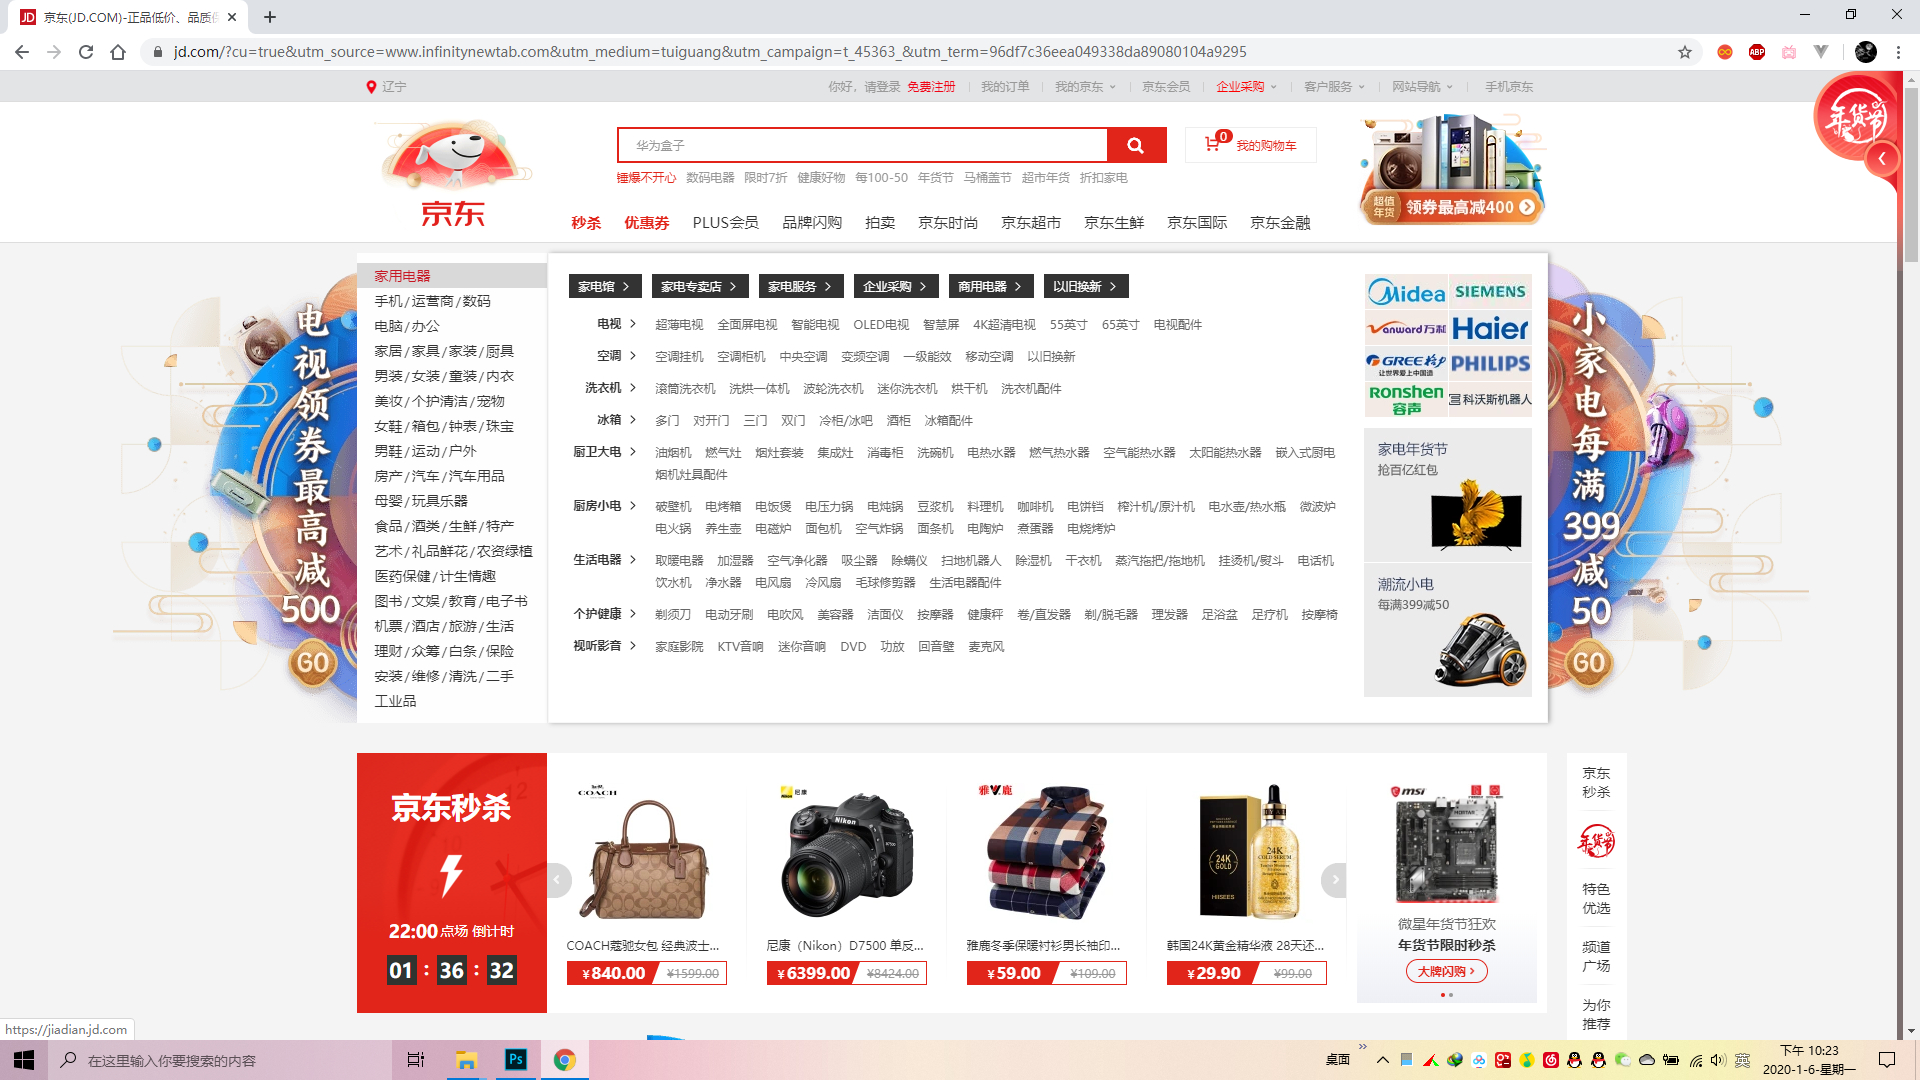 京东(JD.COM)-正品低价、品质
jd.com/?cu=true&utm_source=www.infinitynewtab.com&utm_medium=tuiguang&utm_campaign=t_45363_&utm_term=96df7c36eea049338da89080104a9295
辽宁
你好，请登录 免费注册 我的订单 我的京东 京东会员 企业采购 客户服务 网站导航 手机京东
年货节
京东
华为盒子
0 我的购物车
锤爆不开心 数码电器 限时7折 健康好物 每100-50 年货节 马桶盖节 超市年货 折扣家电
秒杀 优惠券 PLUS会员 品牌闪购 拍卖 京东时尚 京东超市 京东生鲜 京东国际 京东金融
超值年货 领券最高减400
家用电器
手机/运营商/数码
电脑/办公
家居/家具/家装/厨具
男装/女装/童装/内衣
美妆/个护清洁/宠物
女鞋/箱包/钟表/珠宝
男鞋/运动/户外
房产/汽车/汽车用品
母婴/玩具乐器
食品/酒类/生鲜/特产
艺术/礼品鲜花/农资绿植
医药保健/计生情趣
图书/文娱/教育/电子书
机票/酒店/旅游/生活
理财/众筹/白条/保险
安装/维修/清洗/二手
工业品
家电馆 家电专卖店 家电服务 企业采购 商用电器 以旧换新
电视 超薄电视 全面屏电视 智能电视 OLED电视 智慧屏 4K超清电视 55英寸 65英寸 电视配件
空调 空调挂机 空调柜机 中央空调 变频空调 一级能效 移动空调 以旧换新
洗衣机 滚筒洗衣机 洗烘一体机 波轮洗衣机 迷你洗衣机 烘干机 洗衣机配件
冰箱 多门 对开门 三门 双门 冷柜/冰吧 酒柜 冰箱配件
厨卫大电 油烟机 燃气灶 烟灶套装 集成灶 消毒柜 洗碗机 电热水器 燃气热水器 空气能热水器 太阳能热水器 嵌入式厨电
烟机灶具配件
厨房小电 破壁机 电烤箱 电饭煲 电压力锅 电炖锅 豆浆机 料理机 咖啡机 电饼铛 榨汁机/原汁机 电水壶/热水瓶 微波炉
电火锅 养生壶 电磁炉 面包机 空气炸锅 面条机 电陶炉 煮蛋器 电烧烤炉
生活电器 取暖电器 加湿器 空气净化器 吸尘器 除螨仪 扫地机器人 除湿机 干衣机 蒸汽拖把/拖地机 挂烫机/熨斗 电话机
饮水机 净水器 电风扇 冷风扇 毛球修剪器 生活电器配件
个护健康 剃须刀 电动牙刷 电吹风 美容器 洁面仪 按摩器 健康秤 卷/直发器 剃/脱毛器 理发器 足浴盆 足疗机 按摩椅
视听影音 家庭影院 KTV音响 迷你音响 DVD 功放 回音壁 麦克风
Midea SIEMENS
Vanward万和 Haier
GREE格力 PHILIPS
让世界爱上中国造
Ronshen
容声 科沃斯机器人
家电年货节
抢百亿红包
潮流小电
每满399减50
电视领券最高减500
GO
小家电每满399减50
GO
京东秒杀
22:00点场 倒计时
01 : 36 : 32
COACH
COACH蔻驰女包 经典波士...
¥840.00 ¥1599.00
Nikon 尼康
Nikon
D7500
尼康（Nikon）D7500 单反...
¥6399.00 ¥8424.00
雅鹿
雅鹿冬季保暖衬衫男长袖印...
¥59.00 ¥109.00
24K
GOLD
HIISEES
24K
GOLD SERUM
韩国24K黄金精华液 28天还...
¥29.90 ¥99.00
msi
MORTAR
微星年货节狂欢
年货节限时秒杀
大牌闪购
京东
秒杀
年货节
特色
优选
频道
广场
为你
推荐
https://jiadian.jd.com
在这里输入你要搜索的内容
Ps
桌面
英
下午 10:23
2020-1-6-星期一